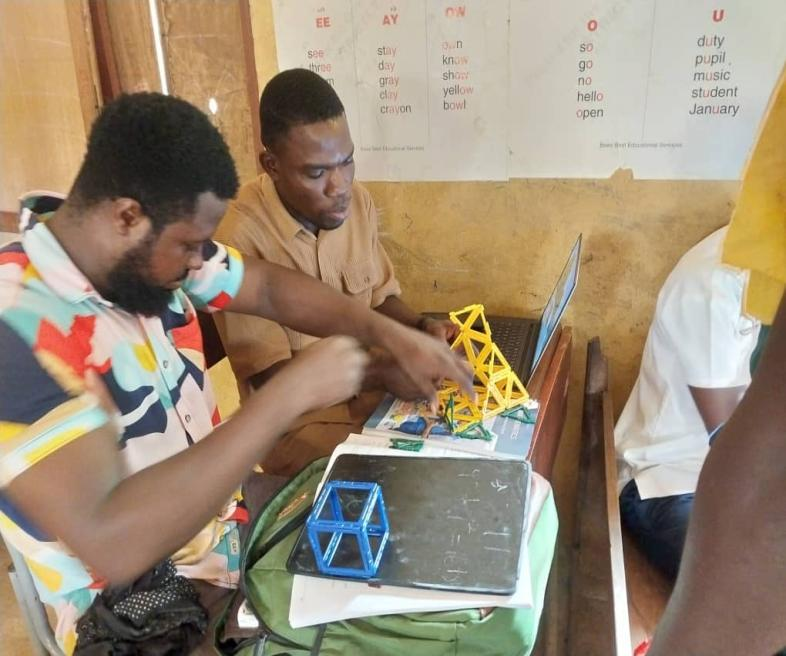 EE
see
three
AY
stay
day
gray
clay
crayon
OW
own
know
show
yellow
bowl
O
so
go
no
hello
open
U
duty
pupil
music
student
January